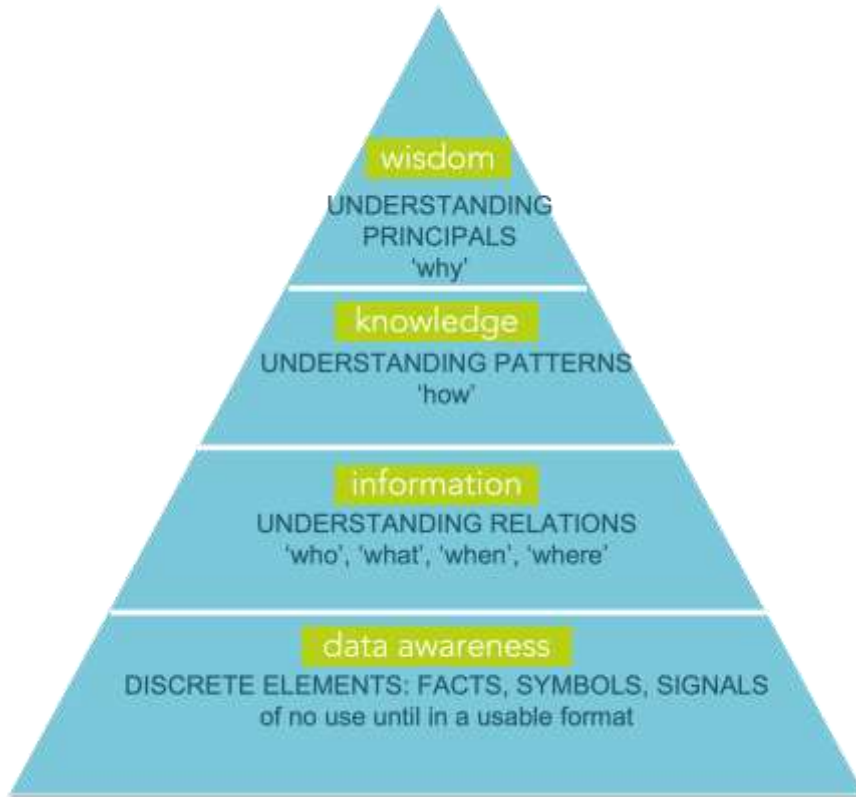 wisdom
UNDERSTANDING
PRINCIPALS
‘why’
knowledge
UNDERSTANDING PATTERNS
‘how’
information
UNDERSTANDING RELATIONS
‘who’, ‘what’, ‘when’, ‘where’
data awareness
DISCRETE ELEMENTS: FACTS, SYMBOLS, SIGNALS
of no use until in a usable format